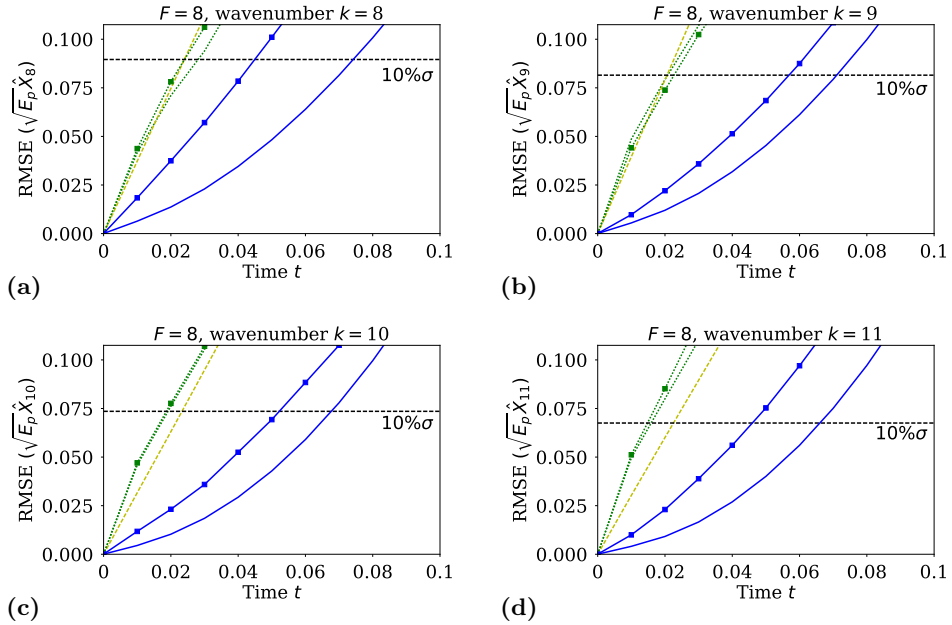 F = 8, wavenumber k = 8
RMSE (√E_p X̂_8)
0.100
0.075
0.050
0.025
0.000
10%σ
0 0.02 0.04 0.06 0.08 0.1
Time t
(a)
F = 8, wavenumber k = 9
RMSE (√E_p X̂_9)
0.100
0.075
0.050
0.025
0.000
10%σ
0 0.02 0.04 0.06 0.08 0.1
Time t
(b)
F = 8, wavenumber k = 10
RMSE (√E_p X̂_10)
0.100
0.075
0.050
0.025
0.000
10%σ
0 0.02 0.04 0.06 0.08 0.1
Time t
(c)
F = 8, wavenumber k = 11
RMSE (√E_p X̂_11)
0.100
0.075
0.050
0.025
0.000
10%σ
0 0.02 0.04 0.06 0.08 0.1
Time t
(d)